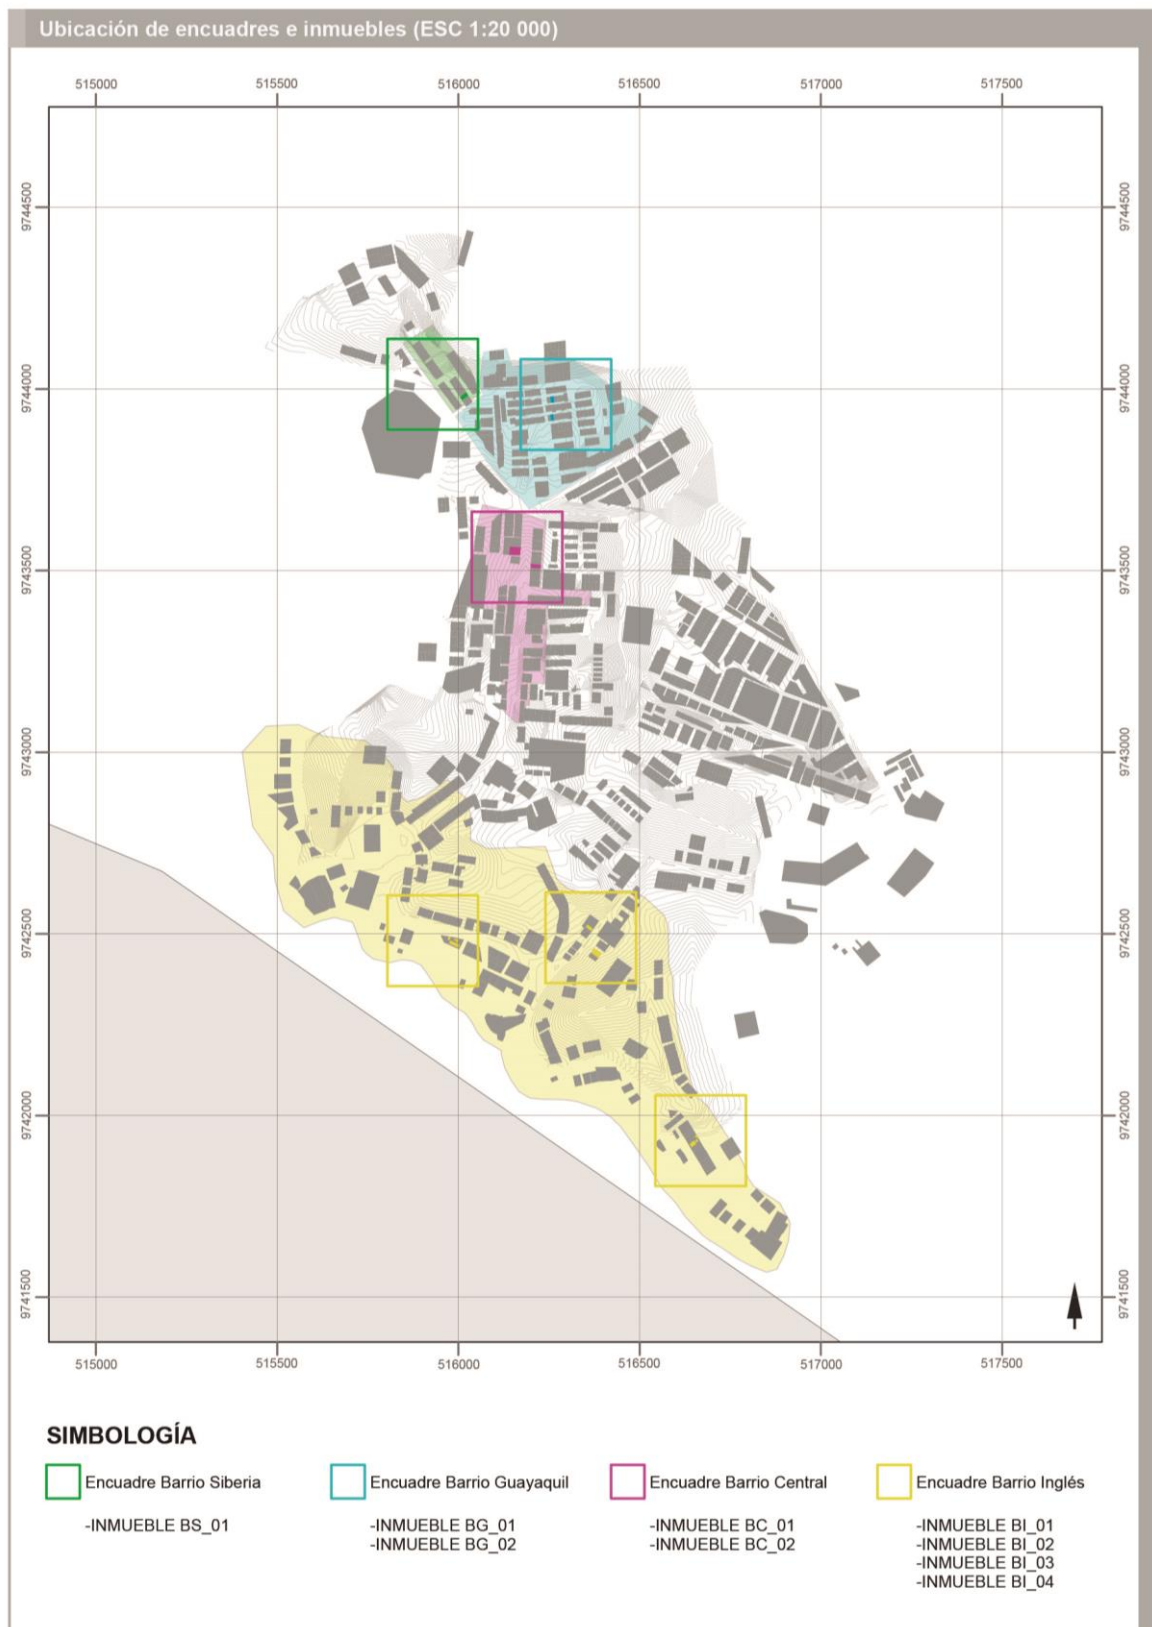 Ubicación de encuadres e inmuebles (ESC 1:20 000)
515000 515500 516000 516500 517000 517500
9744500 9744500
9744000 9744000
9743500 9743500
9743000 9743000
9742500 9742500
9742000 9742000
9741500 9741500
515000 515500 516000 516500 517000 517500
SIMBOLOGÍA
Encuadre Barrio Siberia Encuadre Barrio Guayaquil Encuadre Barrio Central Encuadre Barrio Inglés
-INMUEBLE BS_01 -INMUEBLE BG_01 -INMUEBLE BC_01 -INMUEBLE BI_01
-INMUEBLE BG_02 -INMUEBLE BC_02 -INMUEBLE BI_02
-INMUEBLE BI_03
-INMUEBLE BI_04